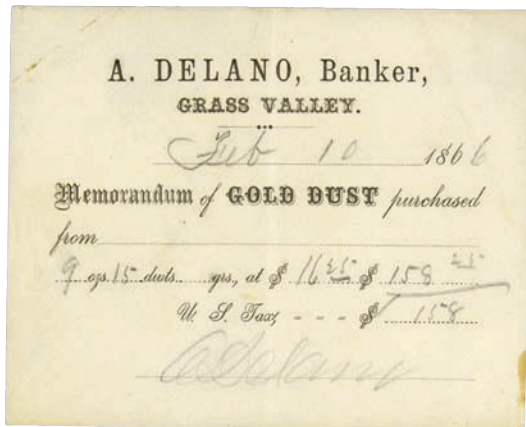 A. DELANO, Banker,
GRASS VALLEY.
Feb 10 1866
Memorandum of GOLD DUST purchased
from
9 ozs. 15 dwts. grs., at $ 16 25 $ 158
U. S. Tax, - - - $ 158
A Delano